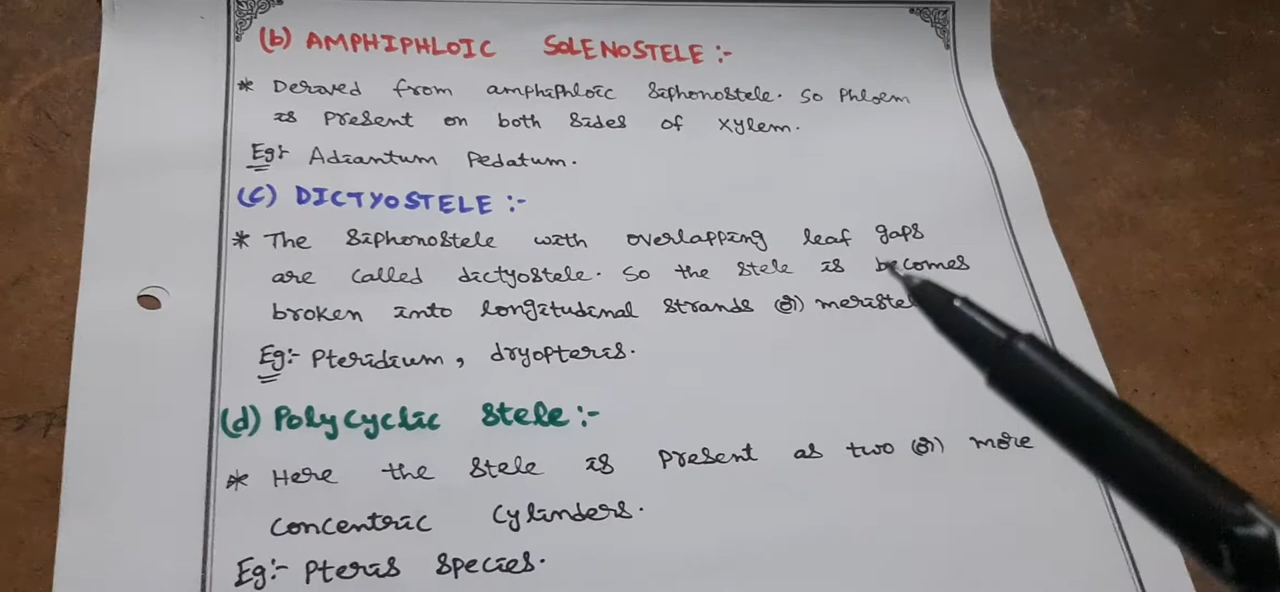 (b) AMPHIPHLOIC SOLENOSTELE :-
* Derived from amphiphloic Siphonostele. So Phloem
is present on both sides of xylem.
Eg:- Adiantum Pedatum.
(C) DICTYOSTELE :-
* The Siphonostele with overlapping leaf gaps
are called dictyostele. So the stele is becomes
broken into longitudinal strands (or) meristel
Eg:- Pteridium, dryopteris.
(d) Polycyclic Stele :-
* Here the stele is present as two (or) more
concentric cylinders.
Eg:- Pteris species.